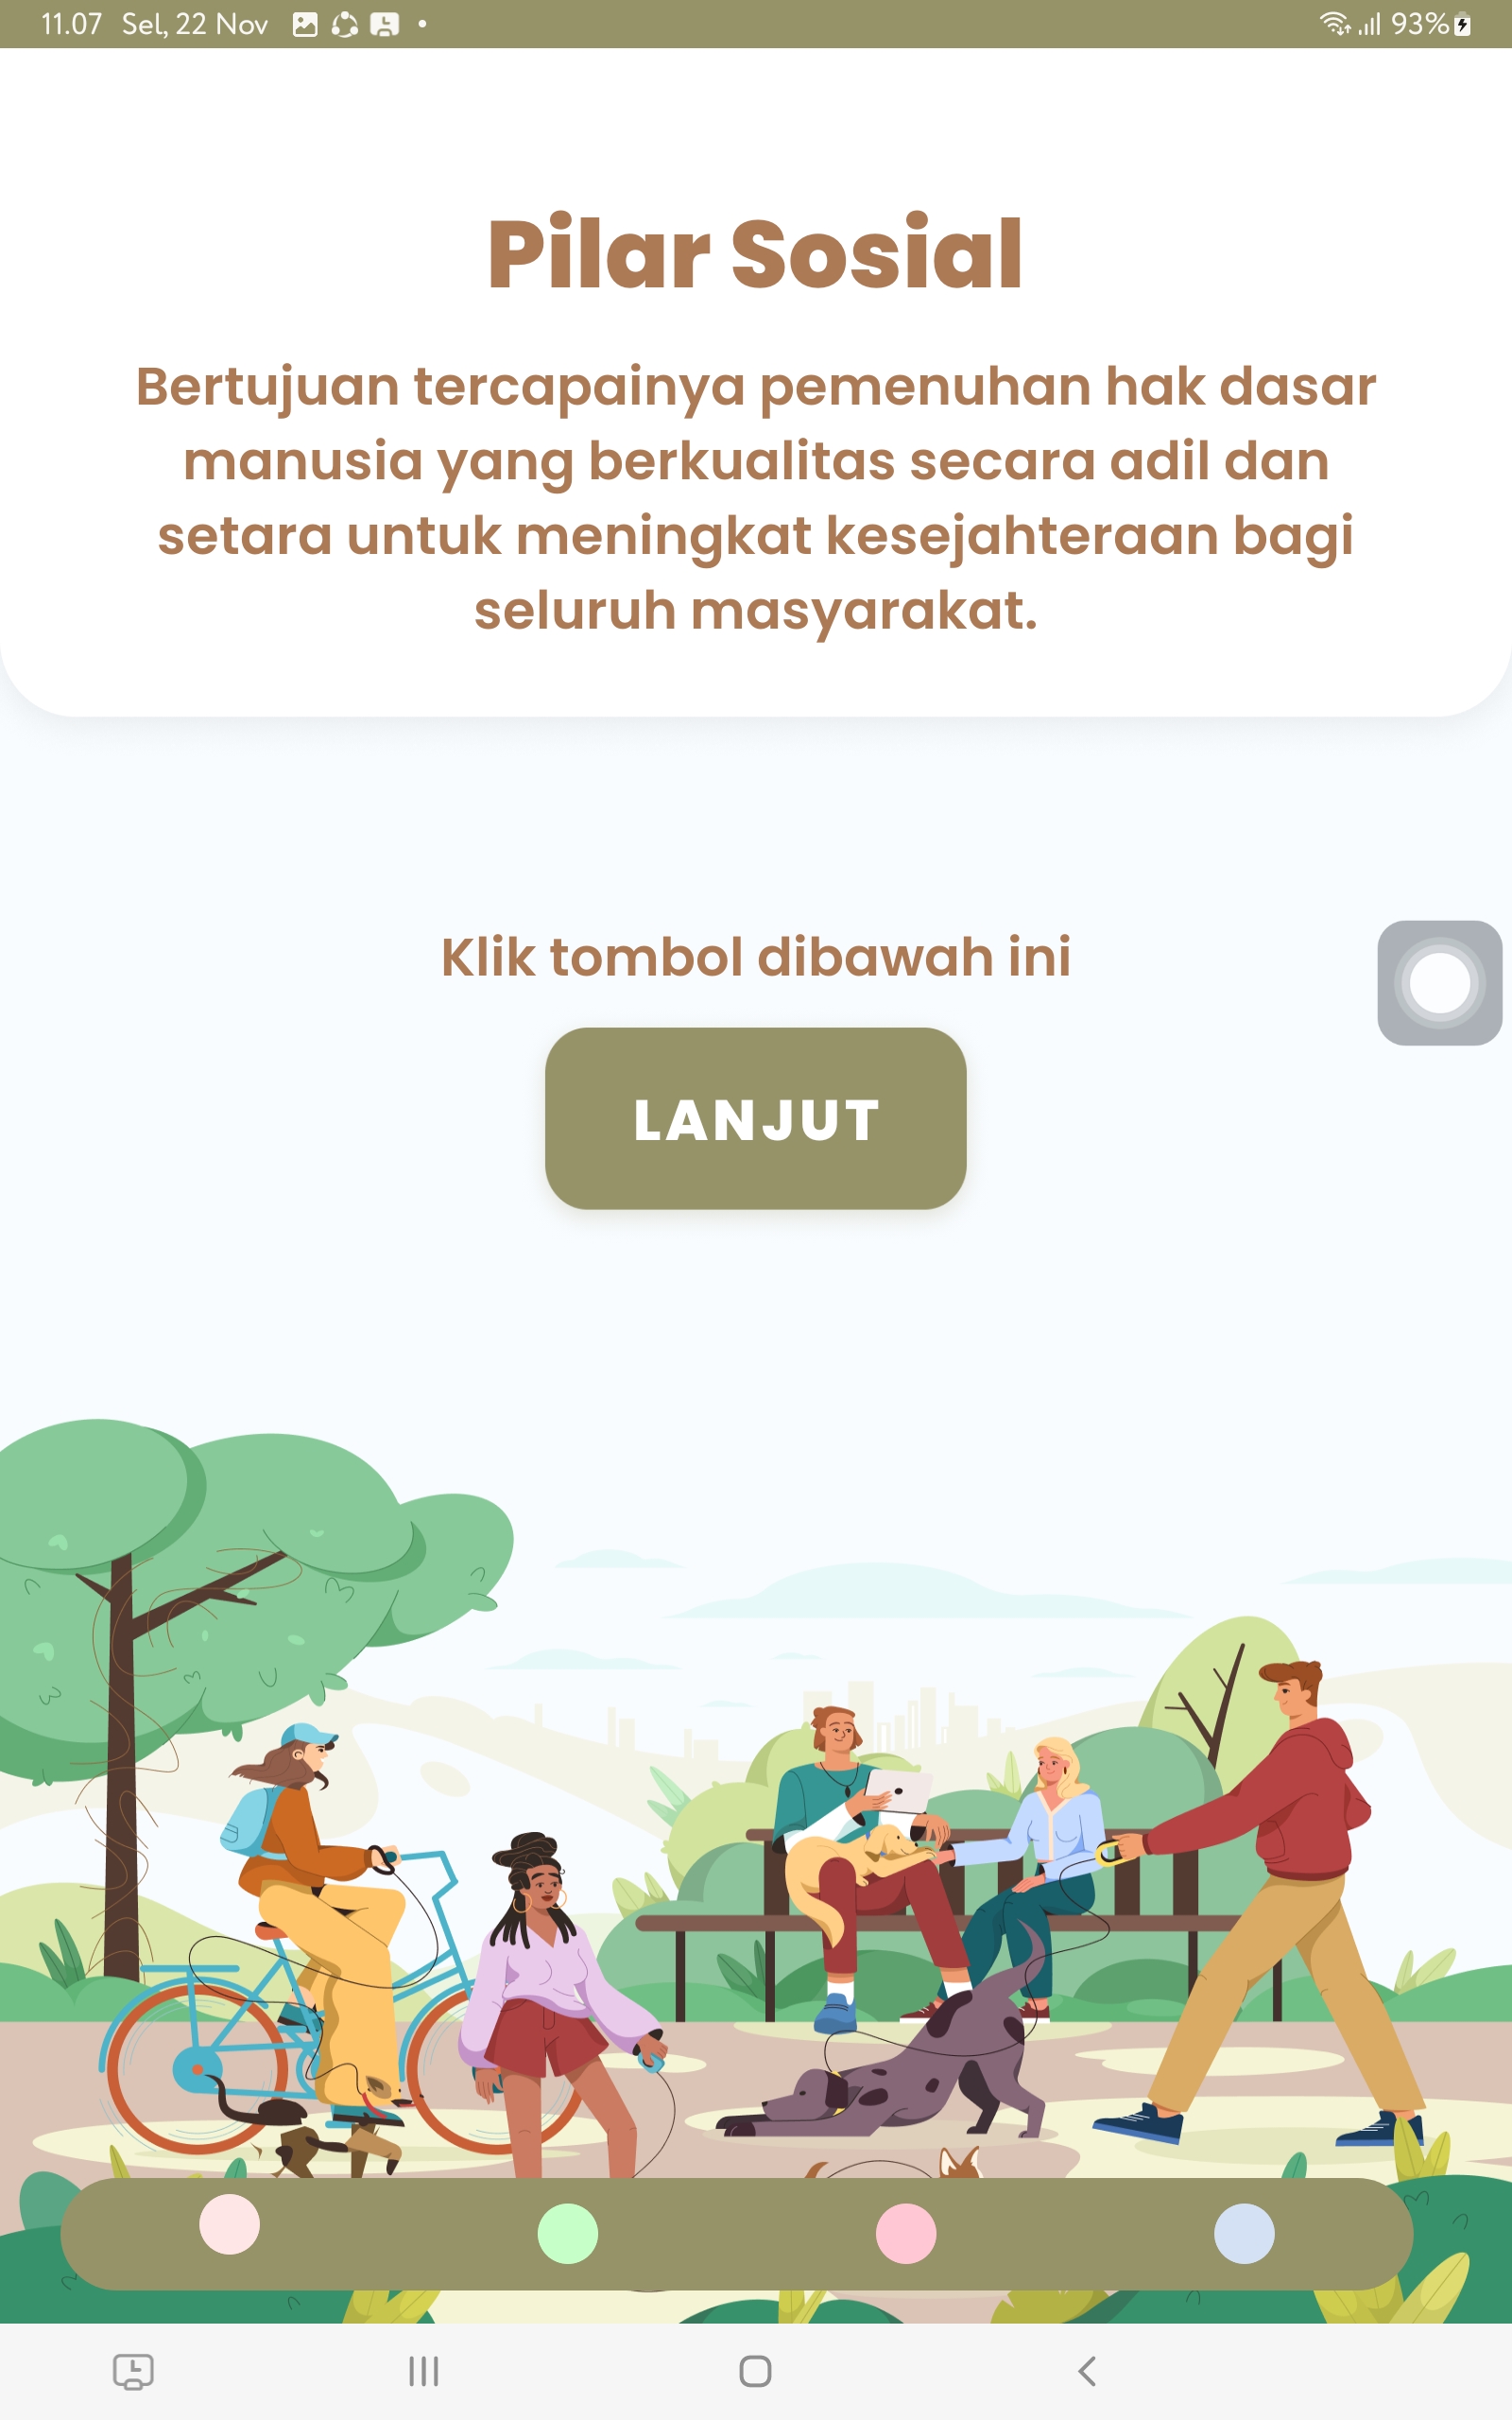 11.07 Sel, 22 Nov 93%
Pilar Sosial
Bertujuan tercapainya pemenuhan hak dasar
manusia yang berkualitas secara adil dan
setara untuk meningkat kesejahteraan bagi
seluruh masyarakat.
Klik tombol dibawah ini
LANJUT